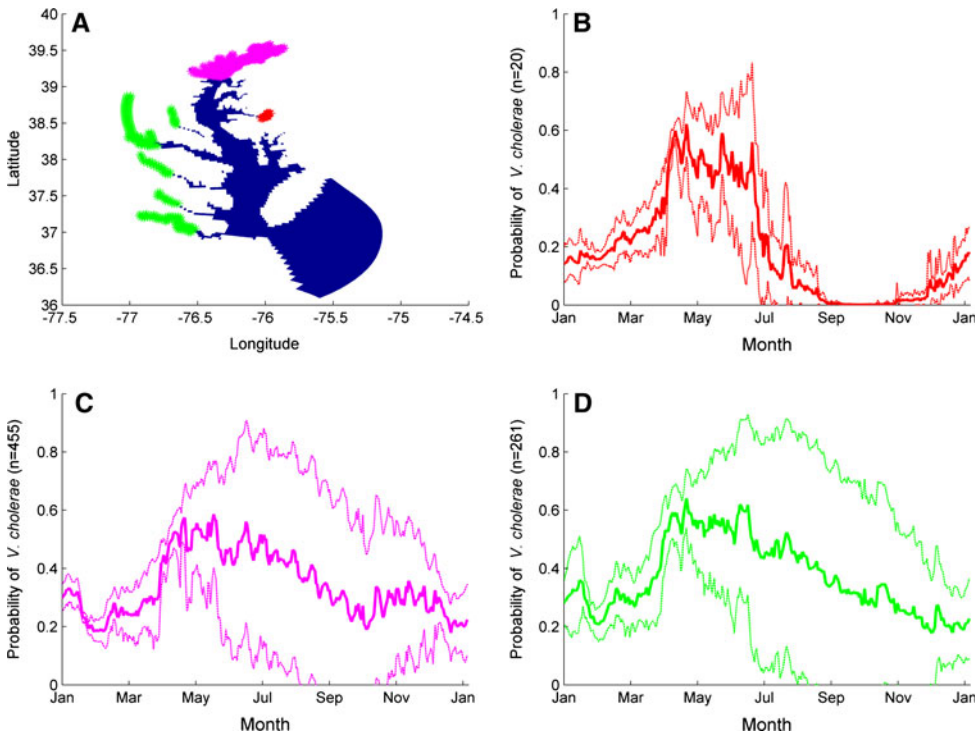 A
Latitude
40
39.5
39
38.5
38
37.5
37
36.5
36
-77.5 -77 -76.5 -76 -75.5 -75 -74.5
Longitude
B
Probability of V. cholerae (n=20)
1
0.8
0.6
0.4
0.2
0
Jan Mar May Jul Sep Nov Jan
Month
C
Probability of V. cholerae (n=455)
1
0.8
0.6
0.4
0.2
0
Jan Mar May Jul Sep Nov Jan
Month
D
Probability of V. cholerae (n=261)
1
0.8
0.6
0.4
0.2
0
Jan Mar May Jul Sep Nov Jan
Month